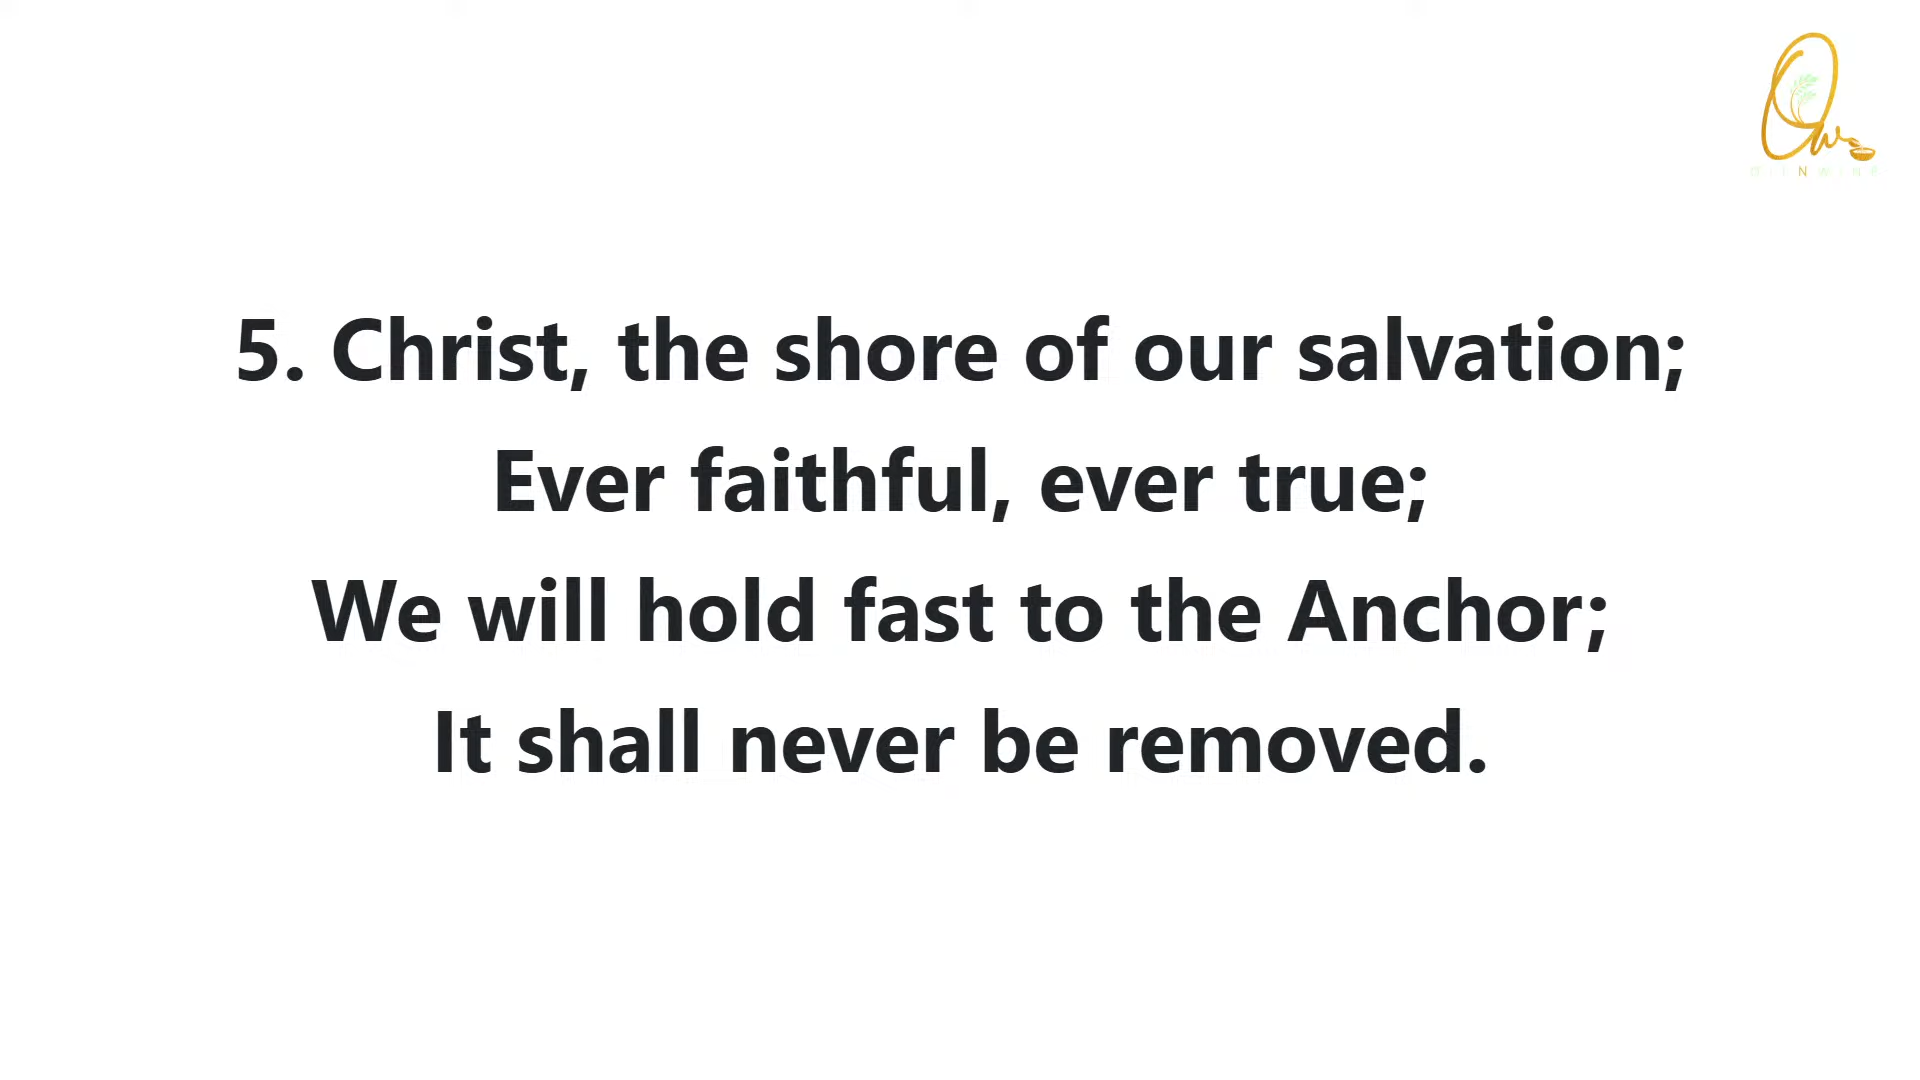 5. Christ, the shore of our salvation;
Ever faithful, ever true;
We will hold fast to the Anchor;
It shall never be removed.
OILNWINE